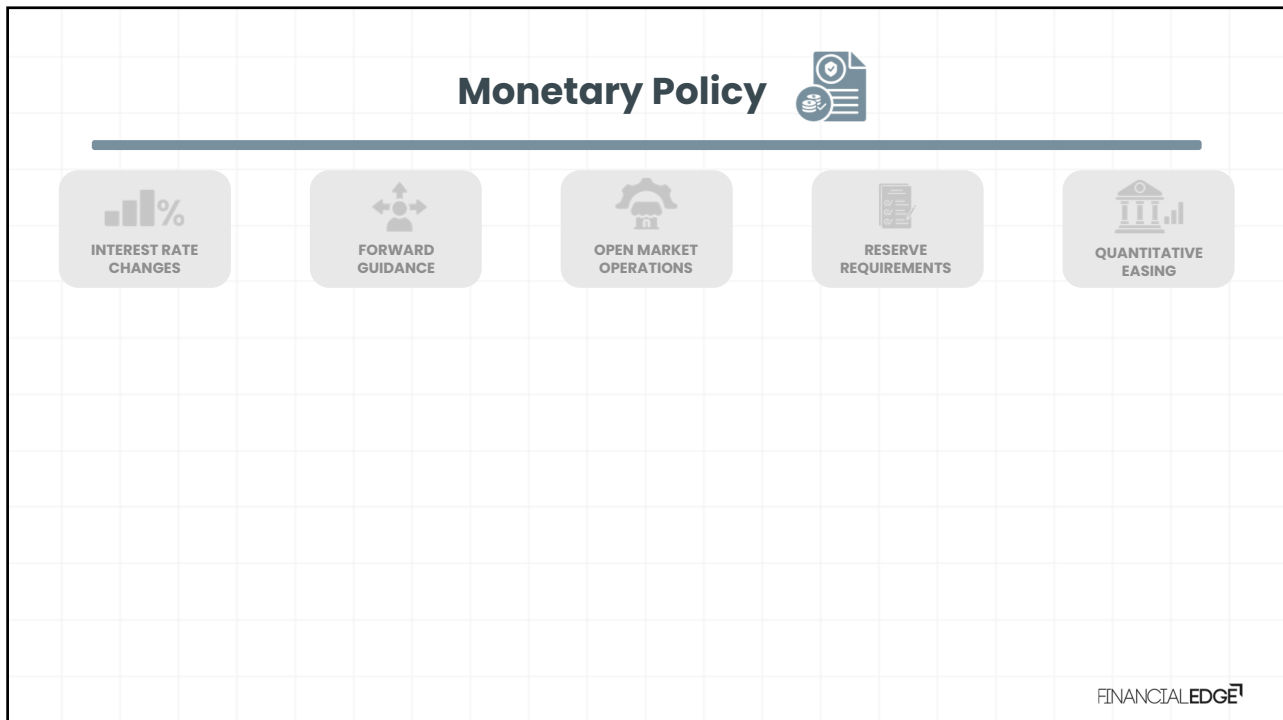 Monetary Policy
%
INTEREST RATE
CHANGES
FORWARD
GUIDANCE
OPEN MARKET
OPERATIONS
RESERVE
REQUIREMENTS
QUANTITATIVE
EASING
FINANCIALEDGE